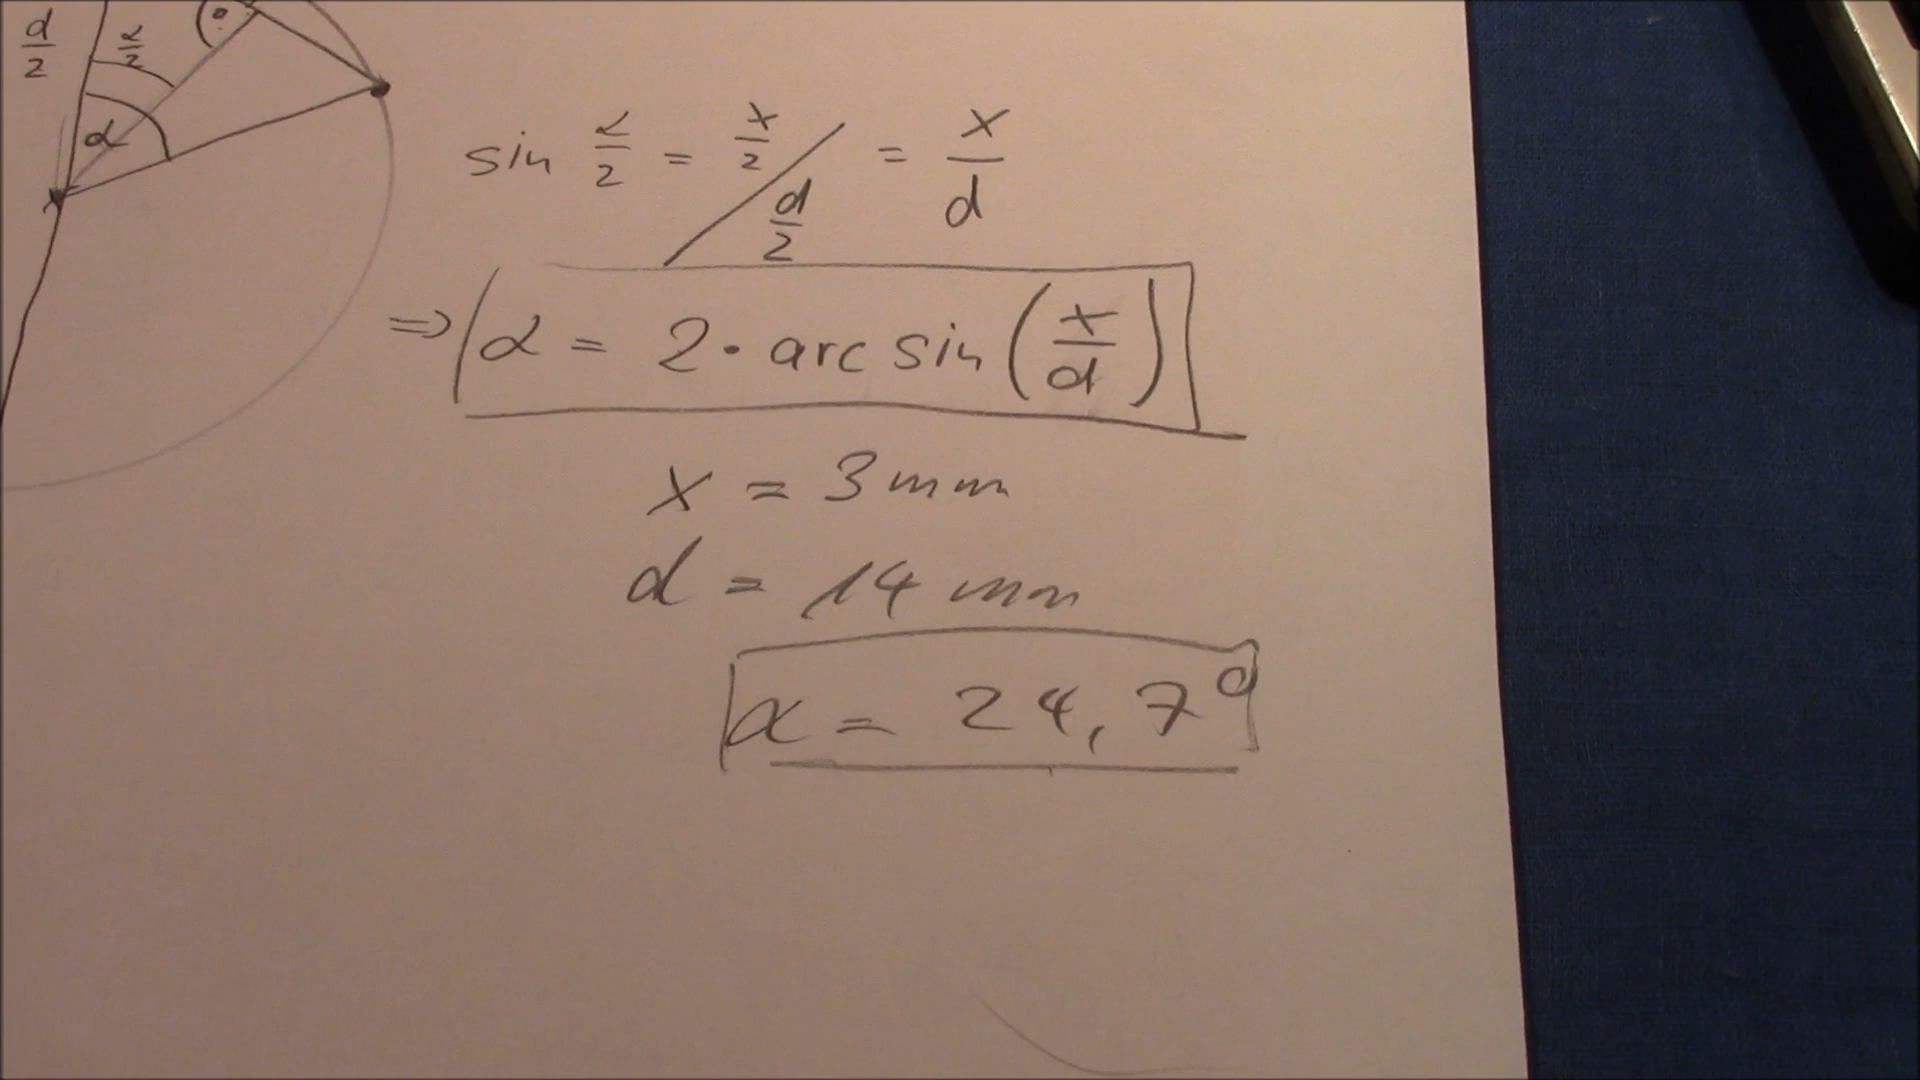 d/2 α/2
α
sin α/2 = x/2 / d/2 = x/d
⇒ α = 2 · arc sin (x/d)
x = 3 mm
d = 14 mm
α = 24,7°